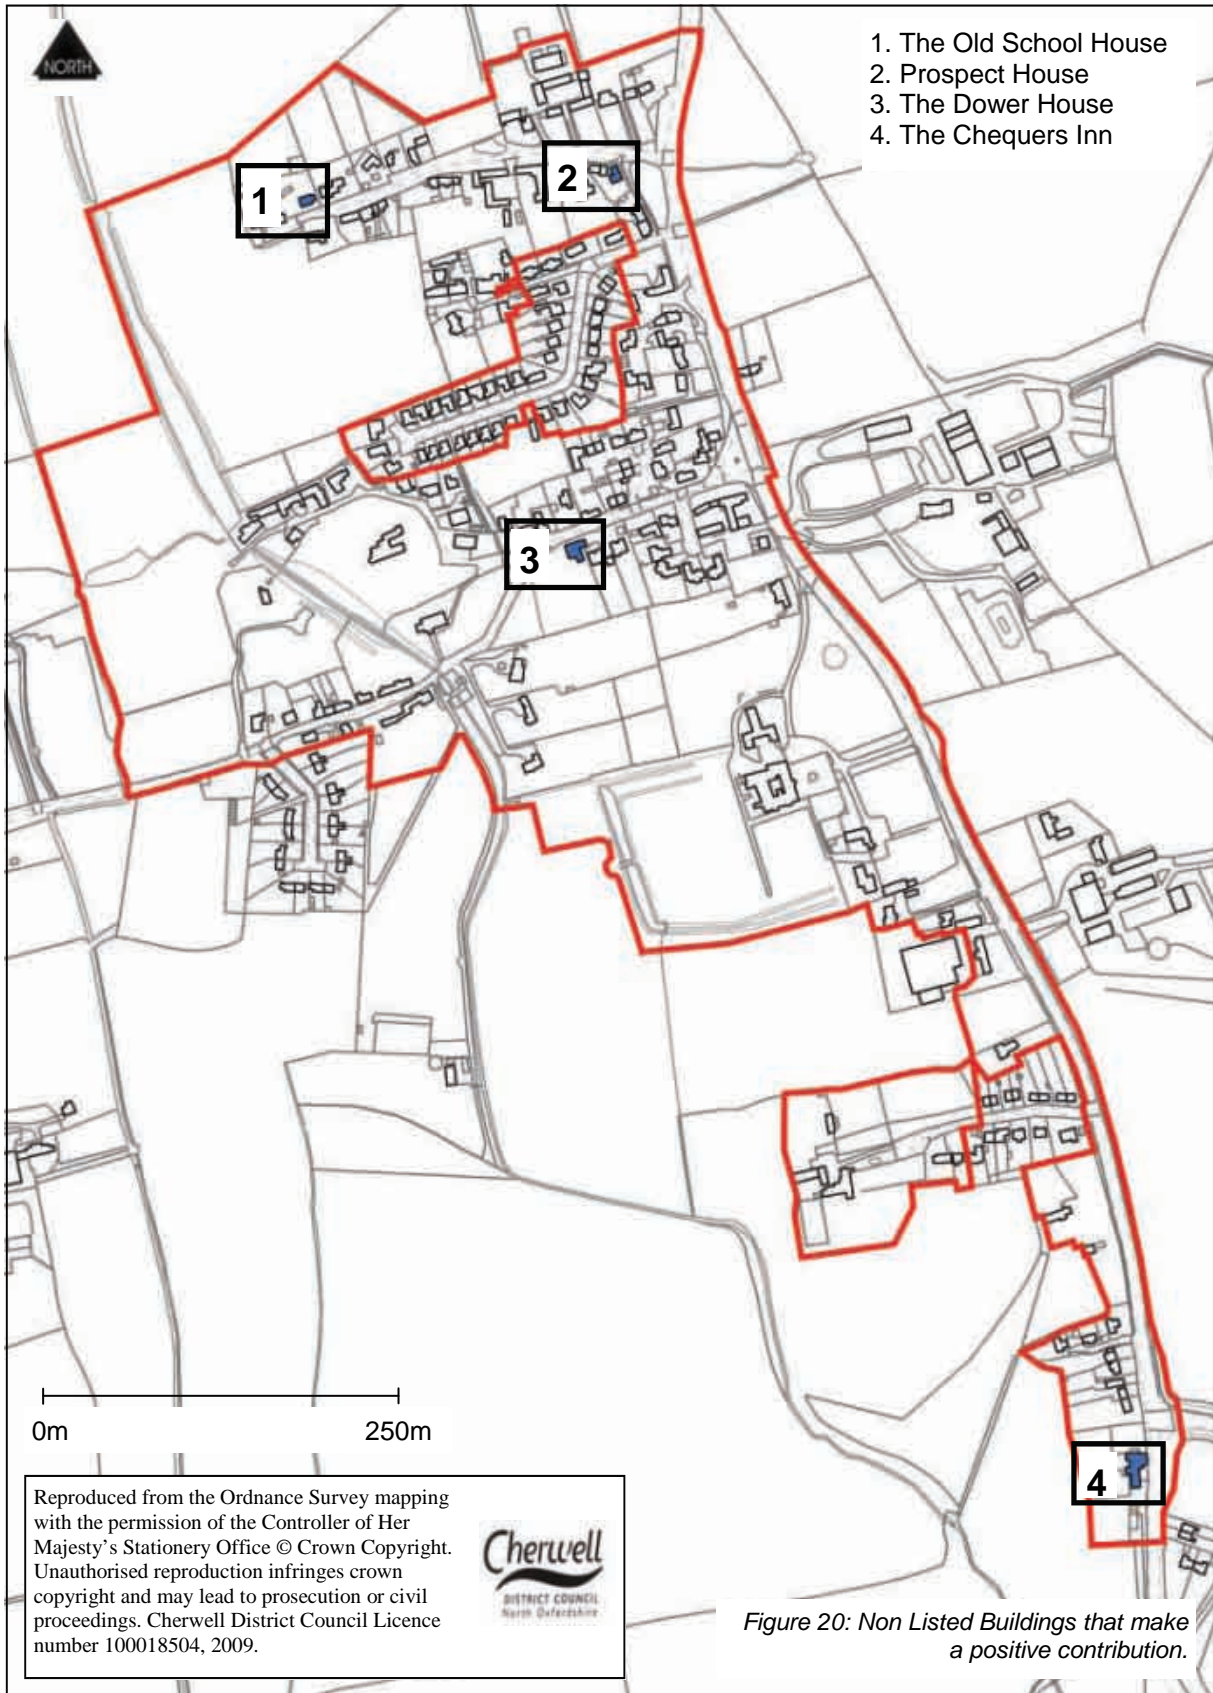 NORTH
1. The Old School House
2. Prospect House
3. The Dower House
4. The Chequers Inn
1
2
3
4
0m 250m
Reproduced from the Ordnance Survey mapping
with the permission of the Controller of Her
Majesty's Stationery Office © Crown Copyright.
Unauthorised reproduction infringes crown
copyright and may lead to prosecution or civil
proceedings. Cherwell District Council Licence
number 100018504, 2009.
Cherwell
DISTRICT COUNCIL
North Oxfordshire
Figure 20: Non Listed Buildings that make
a positive contribution.